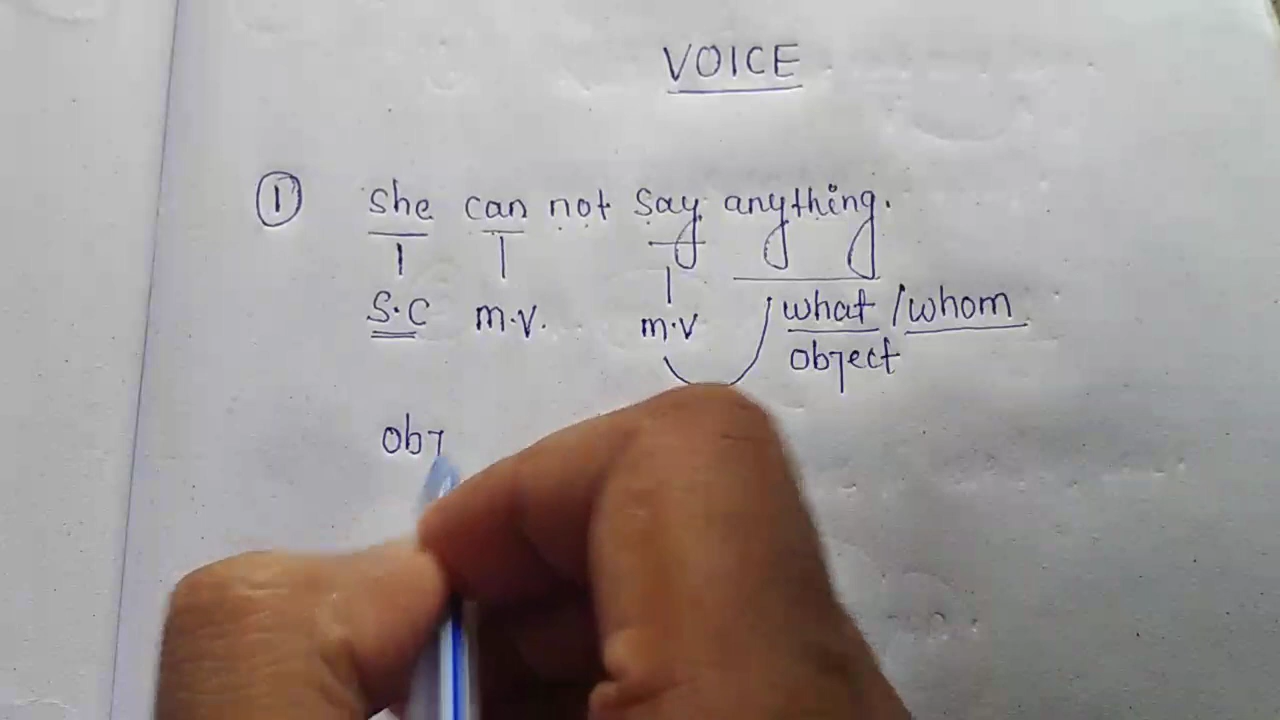 VOICE
① she can not say anything.
S.C m.v. m.v what / whom
object
obj